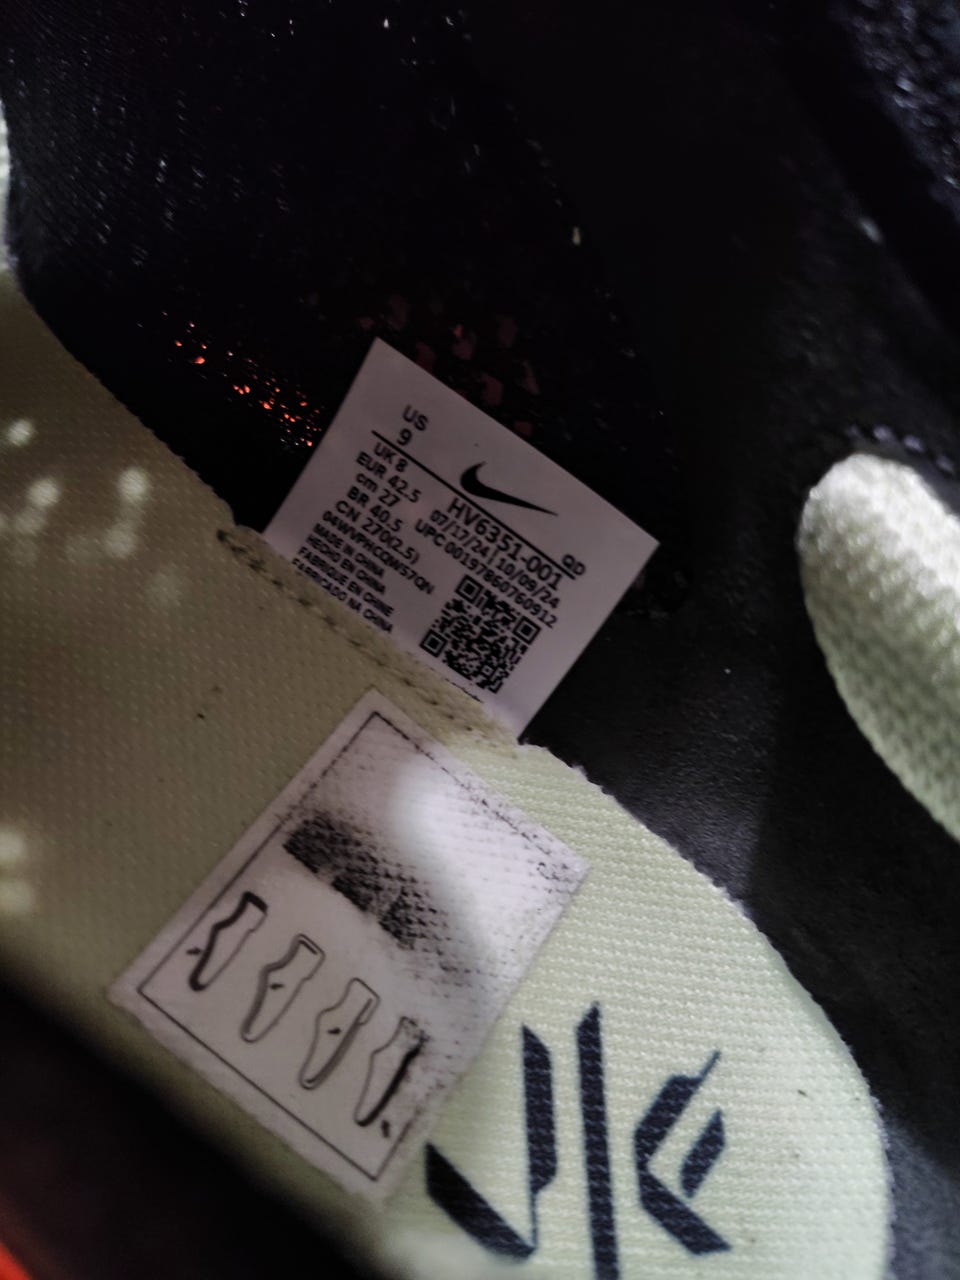 US
9
UK 8
EUR 42.5
cm 27
BR 40.5
CN 270(2.5)
HV6351-001 QD
07/17/24 10/09/24
UPC 00197860760912
MADE IN CHINA
HECHO EN CHINA
FABRIQUE EN CHINE
FABRICADO NA CHINA